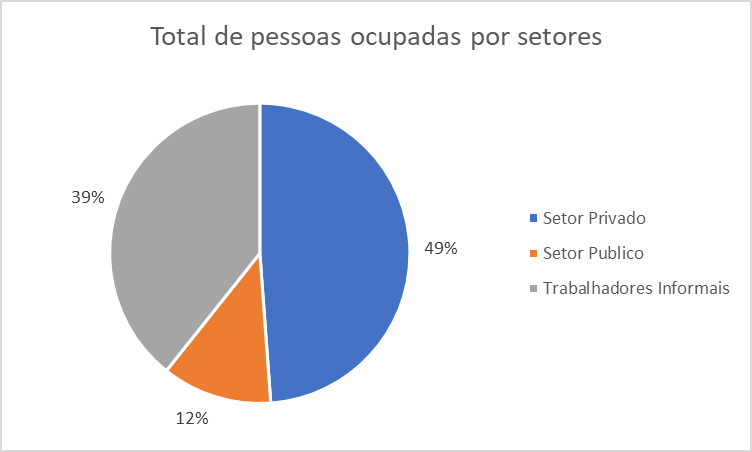 Total de pessoas ocupadas por setores
39%
49%
12%
Setor Privado
Setor Publico
Trabalhadores Informais